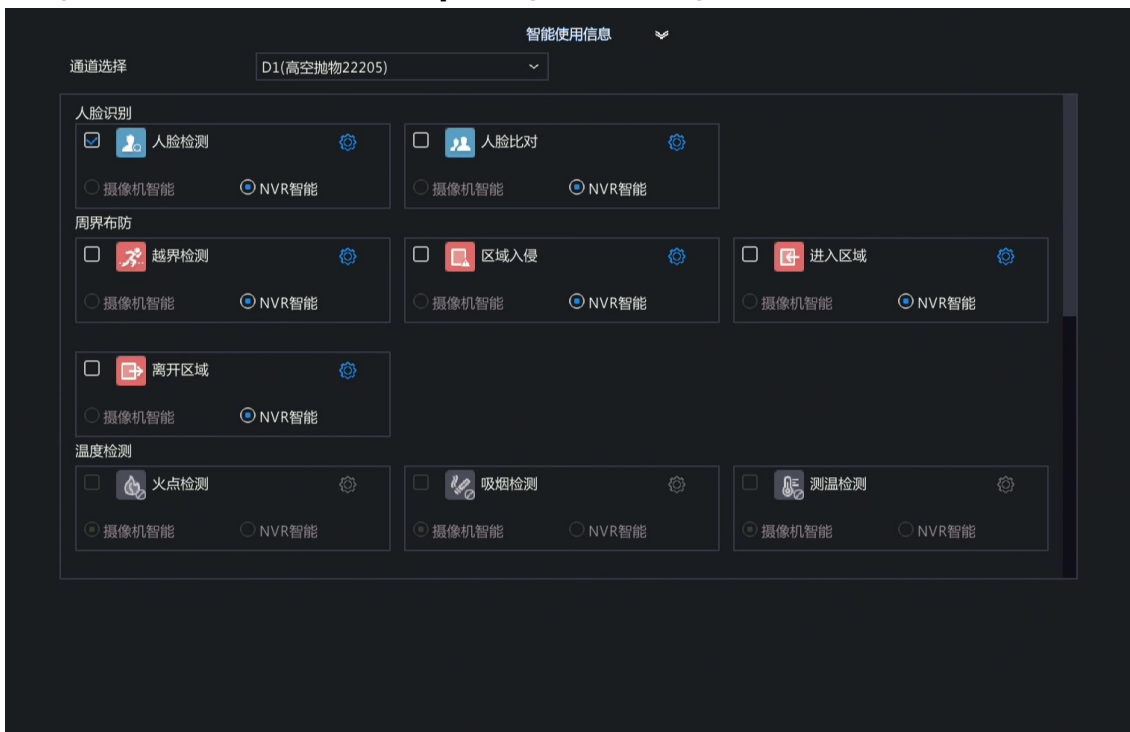 智能使用信息
通道选择 D1(高空抛物22205)
人脸识别
人脸检测 人脸比对
摄像机智能 NVR智能 摄像机智能 NVR智能
周界布防
越界检测 区域入侵 进入区域
摄像机智能 NVR智能 摄像机智能 NVR智能 摄像机智能 NVR智能
离开区域
摄像机智能 NVR智能
温度检测
火点检测 吸烟检测 测温检测
摄像机智能 NVR智能 摄像机智能 NVR智能 摄像机智能 NVR智能